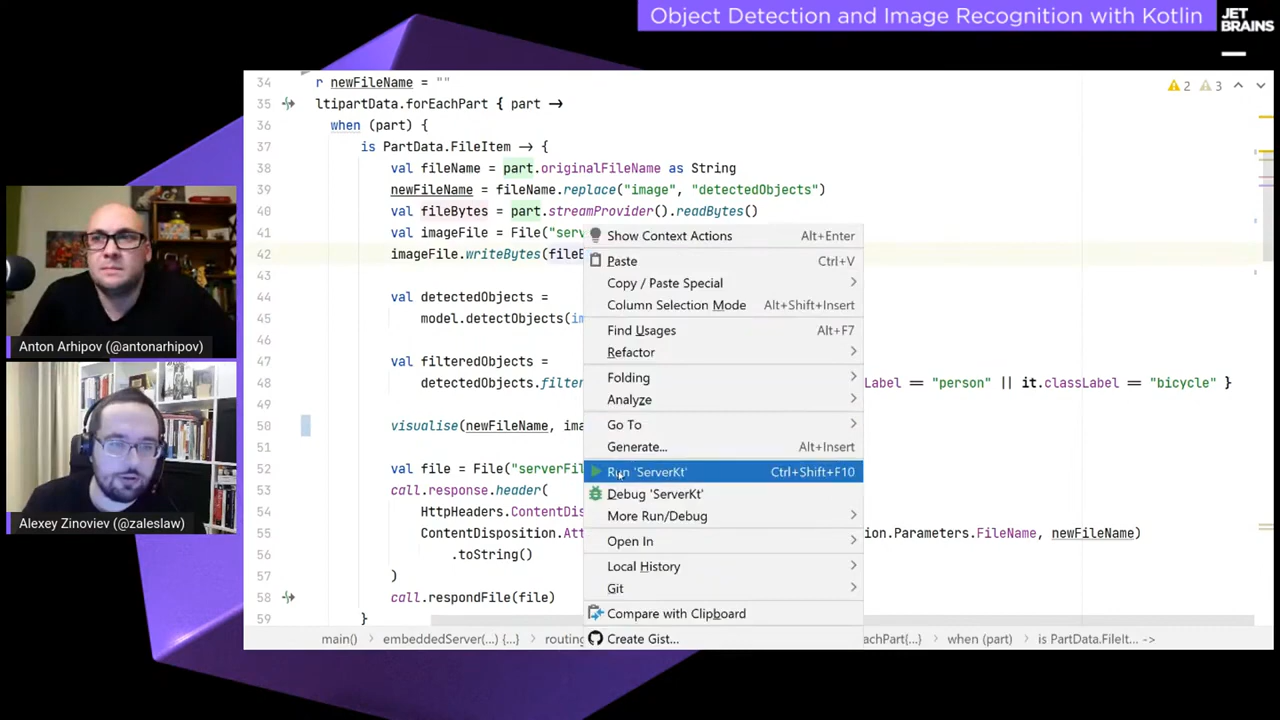 Object Detection and Image Recognition with Kotlin
JET
BRAINS
34 r newFileName = ""
35 ltipartData.forEachPart { part ->
36 when (part) {
37 is PartData.FileItem -> {
38 val fileName = part.originalFileName as String
39 newFileName = fileName.replace("image", "detectedObjects")
40 val fileBytes = part.streamProvider().readBytes()
41 val imageFile = File("ser
42 imageFile.writeBytes(fileB
43
44 val detectedObjects =
45 model.detectObjects(im
46
47 val filteredObjects =
48 detectedObjects.filter Label == "person" || it.classLabel == "bicycle" }
49
50 visualise(newFileName, ima
51
52 val file = File("serverFil
53 call.response.header(
54 HttpHeaders.ContentDis
55 ContentDisposition.Att ion.Parameters.FileName, newFileName)
56 .toString()
57 )
58 call.respondFile(file)
59 }
2 3
Show Context Actions Alt+Enter
Paste Ctrl+V
Copy / Paste Special
Column Selection Mode Alt+Shift+Insert
Find Usages Alt+F7
Refactor
Folding
Analyze
Go To
Generate... Alt+Insert
Run 'ServerKt' Ctrl+Shift+F10
Debug 'ServerKt'
More Run/Debug
Open In
Local History
Git
Compare with Clipboard
Create Gist...
main() embeddedServer(...) {...} routin achPart(...) when (part) is PartData.FileIt... ->
Anton Arhipov (@antonarhipov)
Alexey Zinoviev (@zaleslaw)